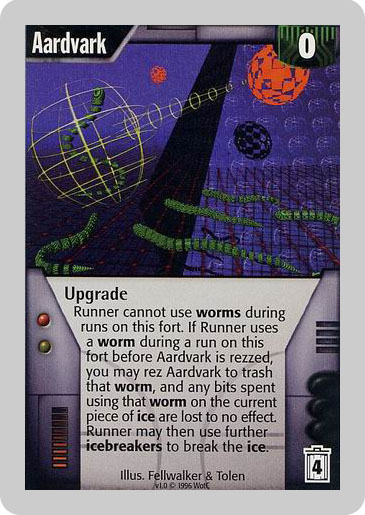 Aardvark
0
Upgrade
Runner cannot use worms during
runs on this fort. If Runner uses
a worm during a run on this
fort before Aardvark is rezzed,
you may rez Aardvark to trash
that worm, and any bits spent
using that worm on the current
piece of ice are lost to no effect.
Runner may then use further
icebreakers to break the ice.
Illus. Fellwalker & Tolen
v1.0 © 1996 WotC
4